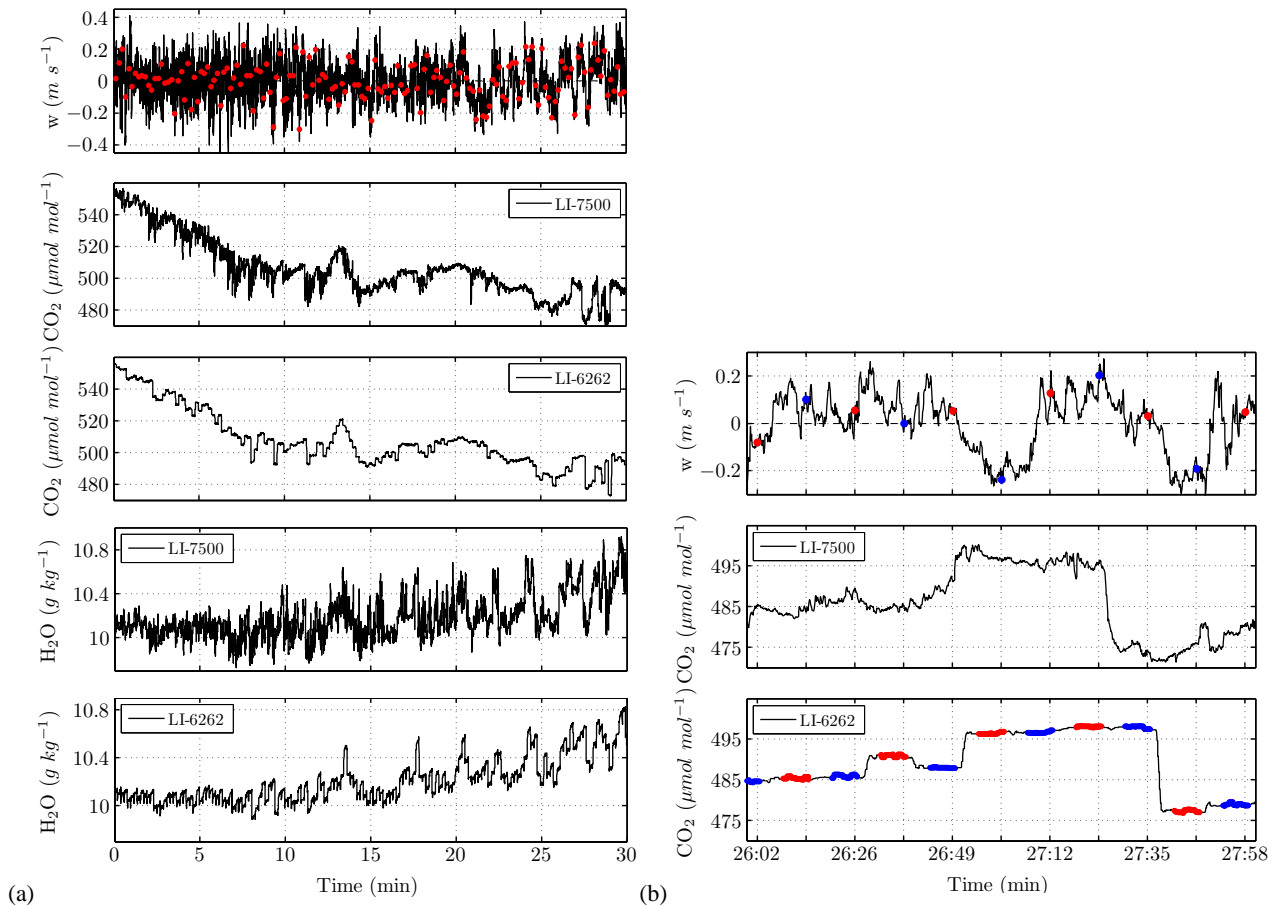 0.4
0.2
0
−0.2
−0.4
w (m s⁻¹)
540
520
500
480
CO₂ (μmol mol⁻¹)
LI-7500
540
520
500
480
CO₂ (μmol mol⁻¹)
LI-6262
10.8
10.4
10
H₂O (g kg⁻¹)
LI-7500
10.8
10.4
10
H₂O (g kg⁻¹)
LI-6262
0 5 10 15 20 25 30
Time (min)
(a)
0.2
0
−0.2
w (m s⁻¹)
495
485
475
CO₂ (μmol mol⁻¹)
LI-7500
495
485
475
CO₂ (μmol mol⁻¹)
LI-6262
26:02 26:26 26:49 27:12 27:35 27:58
Time (min)
(b)